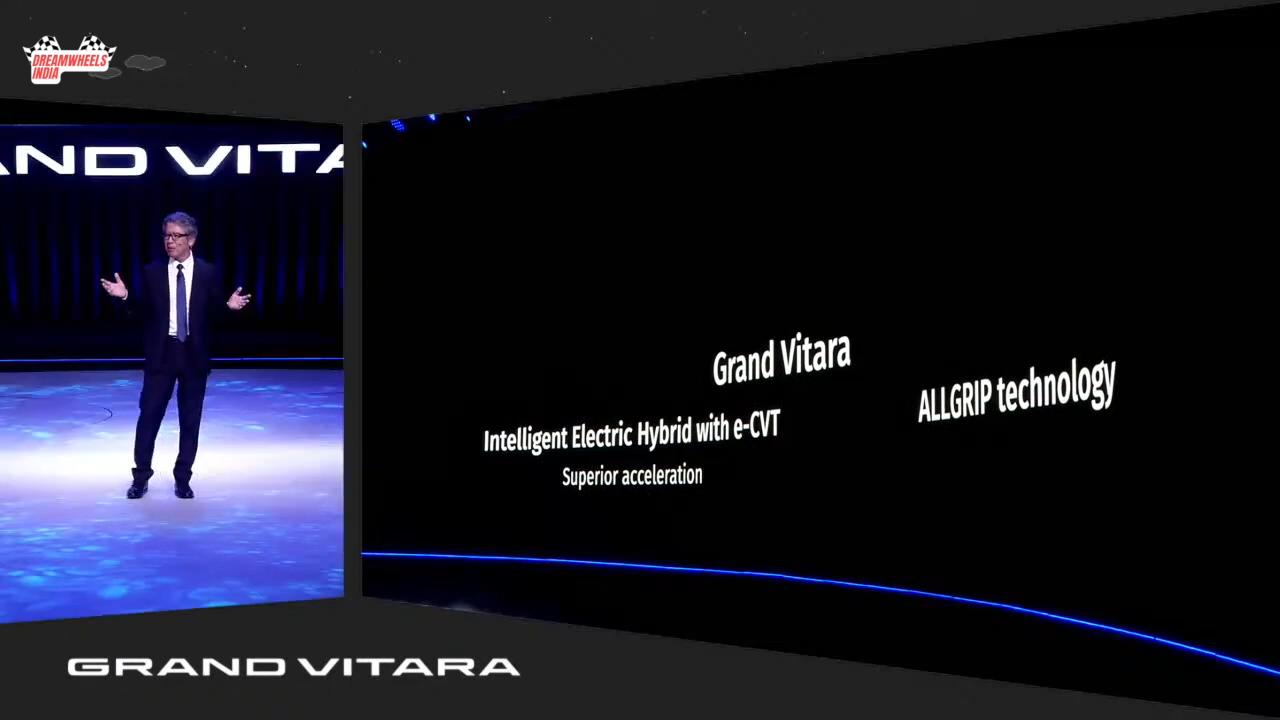 DREAMWHEELS
INDIA
AND VITA
Grand Vitara
ALLGRIP technology
Intelligent Electric Hybrid with e-CVT
Superior acceleration
GRAND VITARA